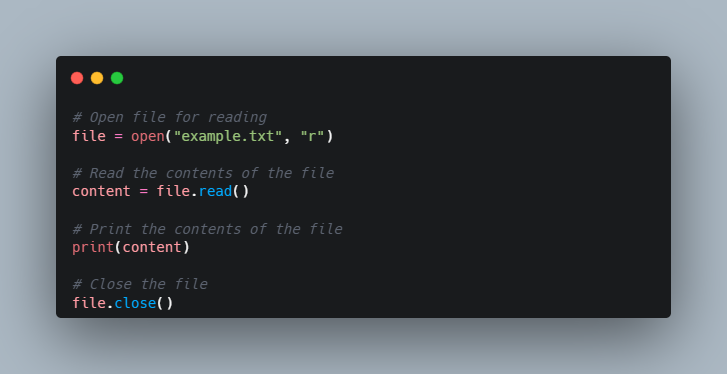 # Open file for reading
file = open("example.txt", "r")
# Read the contents of the file
content = file.read()
# Print the contents of the file
print(content)
# Close the file
file.close()